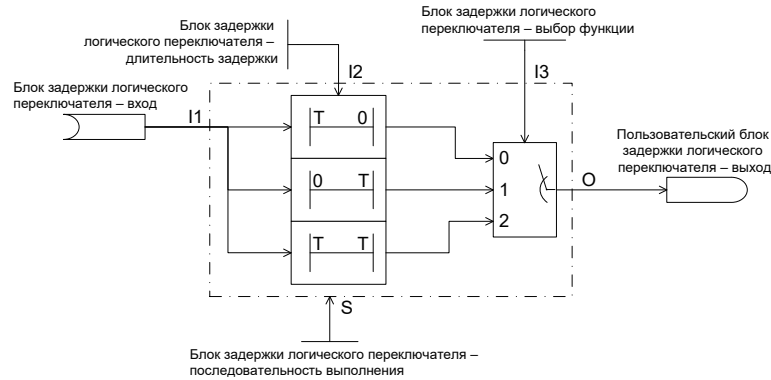 Блок задержки
логического переключателя –
длительность задержки
Блок задержки логического
переключателя – выбор функции
I2
I3
Блок задержки логического
переключателя – вход
I1
T 0
0 T
T T
0
1
2
O
Пользовательский блок
задержки логического
переключателя – выход
S
Блок задержки логического переключателя –
последовательность выполнения